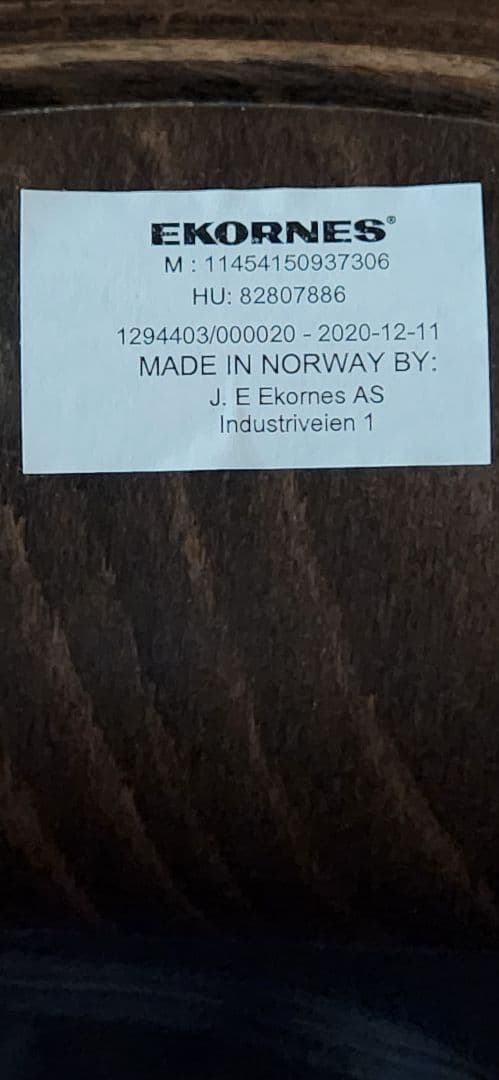 EKORNES®
M : 11454150937306
HU: 82807886
1294403/000020 - 2020-12-11
MADE IN NORWAY BY:
J. E Ekornes AS
Industriveien 1